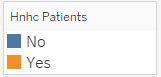 Hnhc Patients
No
Yes